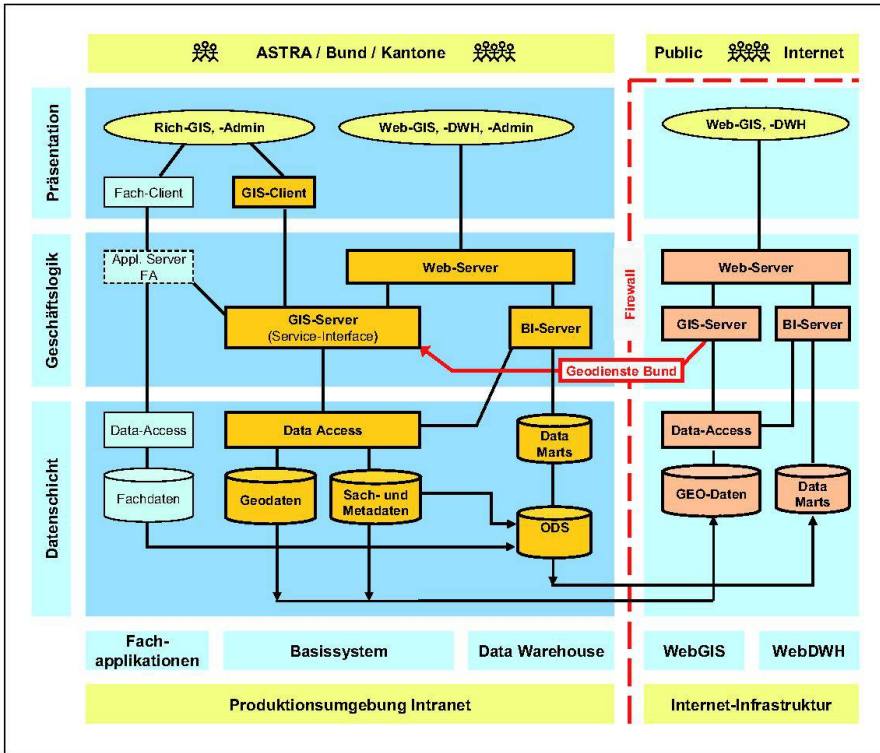 ASTRA / Bund / Kantone
Public
Internet
Präsentation
Rich-GIS, -Admin
Web-GIS, -DWH, -Admin
Web-GIS, -DWH
Fach-Client
GIS-Client
Geschäftslogik
Appl. Server
FA
Web-Server
GIS-Server
(Service-Interface)
BI-Server
Firewall
Web-Server
GIS-Server
BI-Server
Geodienste Bund
Datenschicht
Data-Access
Data Access
Data
Marts
Data-Access
Fachdaten
Geodaten
Sach- und
Metadaten
ODS
GEO-Daten
Data
Marts
Fach-
applikationen
Basissystem
Data Warehouse
WebGIS
WebDWH
Produktionsumgebung Intranet
Internet-Infrastruktur